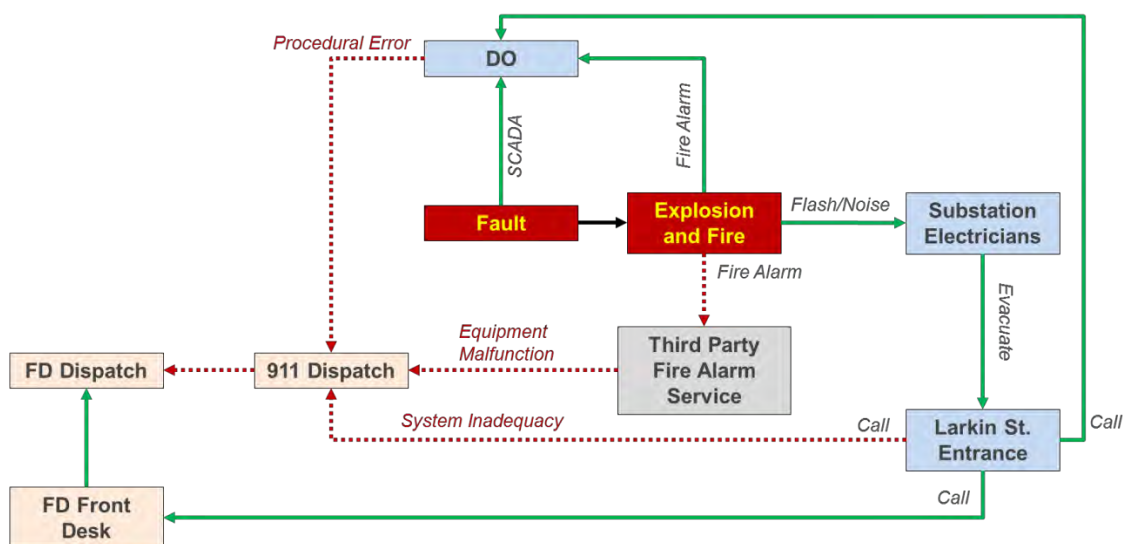 Procedural Error
DO
SCADA
Fire Alarm
Fault
Explosion
and Fire
Flash/Noise
Substation
Electricians
Fire Alarm
Evacuate
Equipment
Malfunction
Third Party
Fire Alarm
Service
FD Dispatch
911 Dispatch
System Inadequacy
Call
Larkin St.
Entrance
Call
Call
FD Front
Desk